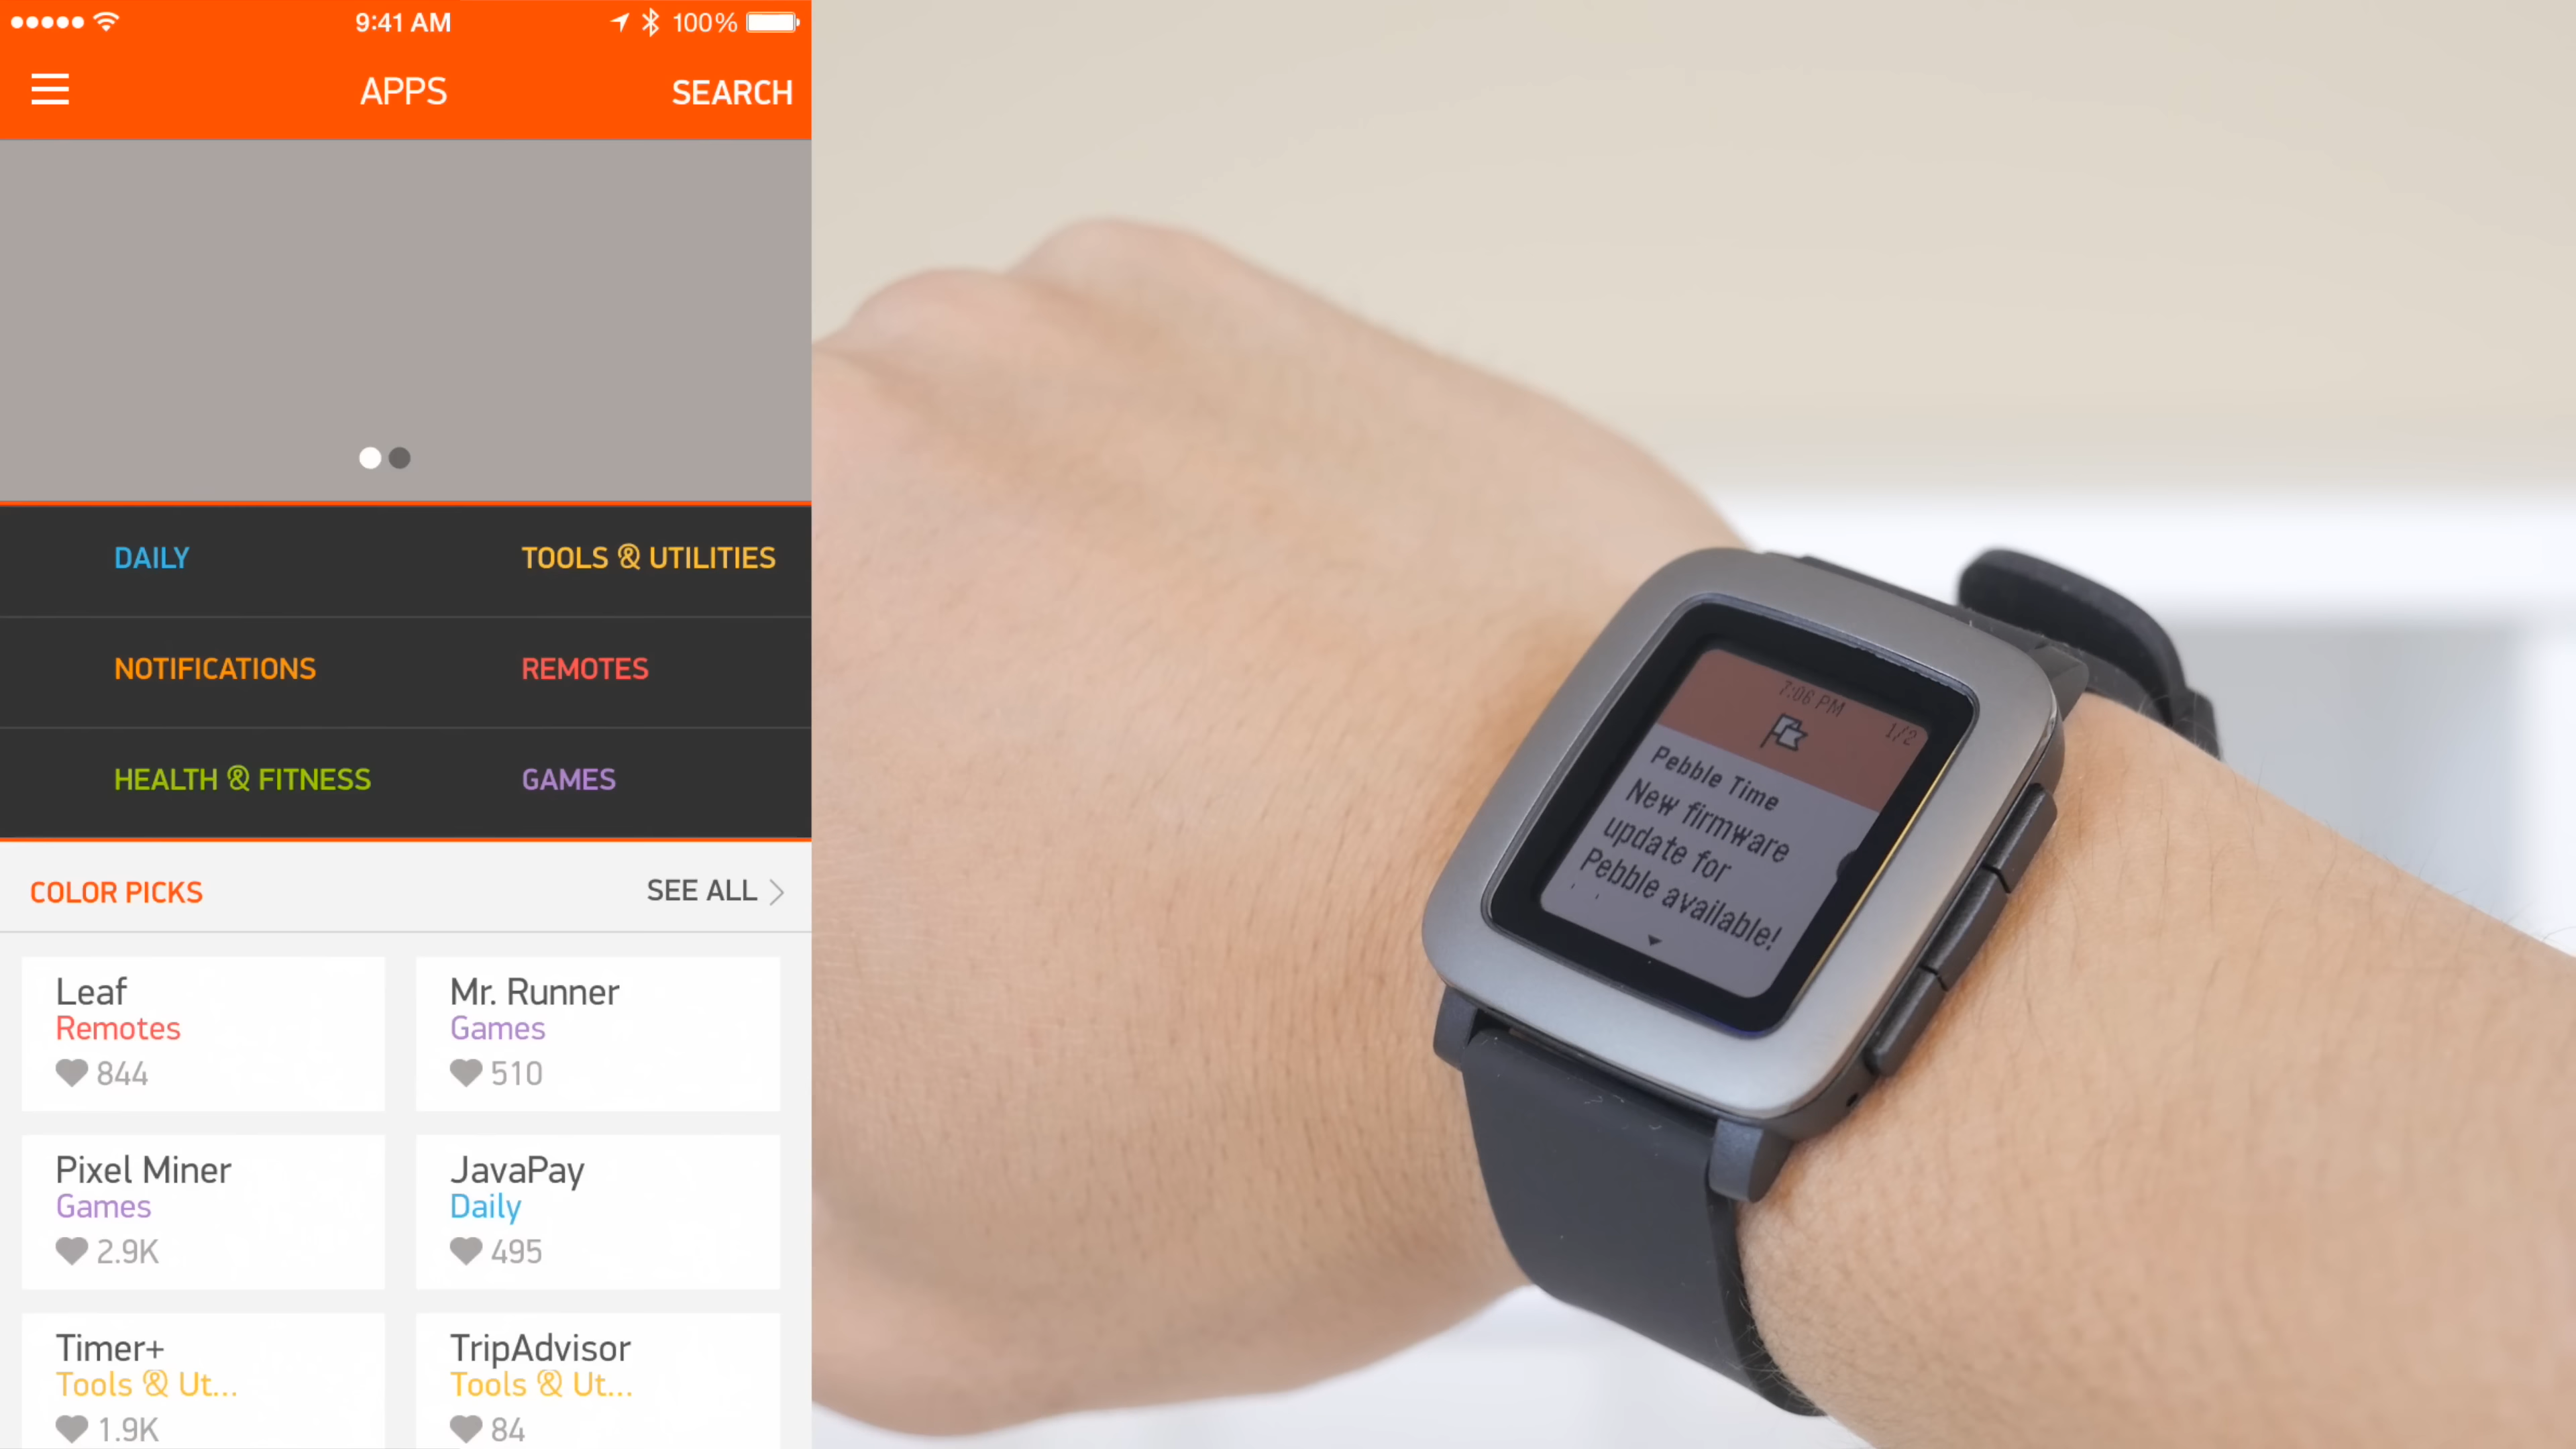 9:41 AM
100%
APPS
SEARCH
DAILY
TOOLS & UTILITIES
NOTIFICATIONS
REMOTES
HEALTH & FITNESS
GAMES
COLOR PICKS
SEE ALL
Leaf
Remotes
844
Mr. Runner
Games
510
Pixel Miner
Games
2.9K
JavaPay
Daily
495
Timer+
Tools & Ut...
1.9K
TripAdvisor
Tools & Ut...
84
7:06 PM
1/2
Pebble Time
New firmware
update for
Pebble available!